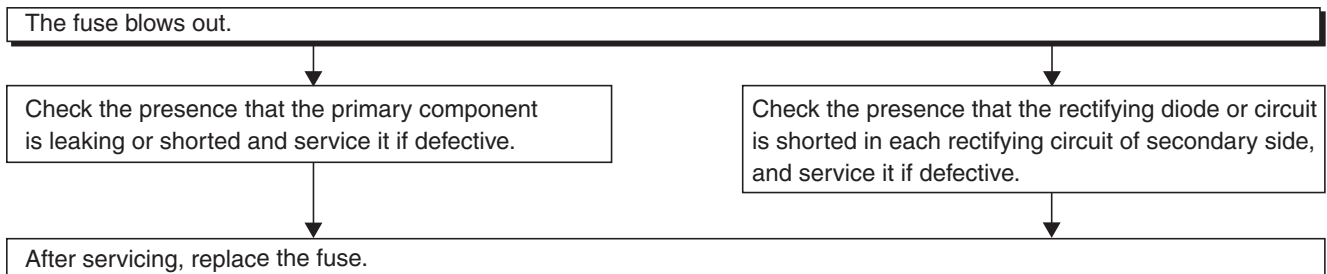 The fuse blows out.
Check the presence that the primary component
is leaking or shorted and service it if defective.
Check the presence that the rectifying diode or circuit
is shorted in each rectifying circuit of secondary side,
and service it if defective.
After servicing, replace the fuse.